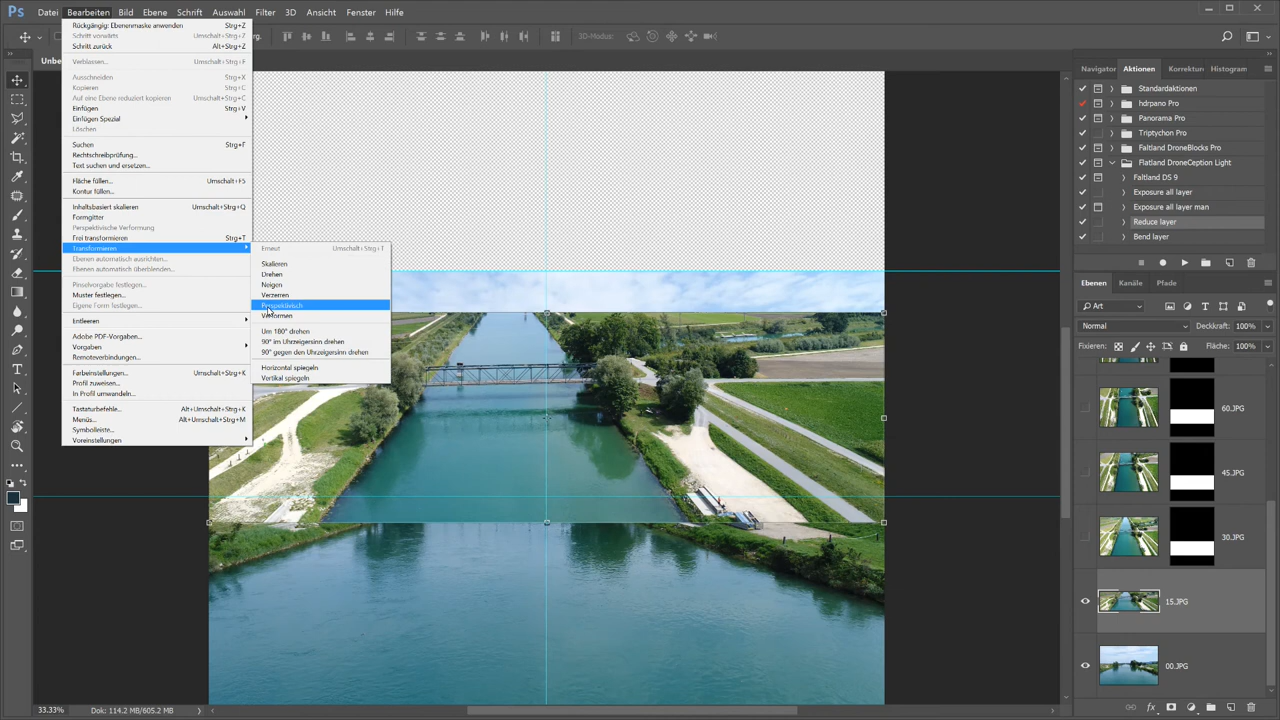 Ps Datei Bearbeiten Bild Ebene Schrift Auswahl Filter 3D Ansicht Fenster Hilfe
Rückgängig: Ebenenmaske anwenden Strg+Z
Schritt vorwärts Umschalt+Strg+Z
Schritt zurück Alt+Strg+Z
Verblassen... Umschalt+Strg+F
Ausschneiden Strg+X
Kopieren Strg+C
Auf eine Ebene reduziert kopieren Umschalt+Strg+C
Einfügen Strg+V
Einfügen Spezial
Löschen
Suchen Strg+F
Rechtschreibprüfung...
Text suchen und ersetzen...
Fläche füllen... Umschalt+F5
Kontur füllen...
Inhaltsbasiert skalieren Umschalt+Strg+Q
Formgitter
Perspektivische Verformung
Frei transformieren Strg+T
Transformieren
Ebenen automatisch ausrichten...
Ebenen automatisch überblenden...
Pinselvorgabe festlegen...
Muster festlegen...
Eigene Form festlegen...
Entleeren
Adobe PDF-Vorgaben...
Vorgaben
Remoteverbindungen...
Farbeinstellungen... Umschalt+Strg+K
Profil zuweisen...
In Profil umwandeln...
Tastaturbefehle... Alt+Umschalt+Strg+K
Menüs... Alt+Umschalt+Strg+M
Symbolleiste...
Voreinstellungen
Erneut Umschalt+Strg+T
Skalieren
Drehen
Neigen
Verzerren
Perspektivisch
Verformen
Um 180° drehen
90° im Uhrzeigersinn drehen
90° gegen den Uhrzeigersinn drehen
Horizontal spiegeln
Vertikal spiegeln
3D-Modus:
Navigator Aktionen Korrektun Histogram
Standardaktionen
hdrpano Pro
Panorama Pro
Triptychon Pro
Faltland DroneBlocks Pro
Flatland DroneCeption Light
Faltland DS 9
Exposure all layer
Exposure all layer man
Reduce layer
Bend layer
Ebenen Kanäle Pfade
Art
Normal Deckkraft: 100%
Fixieren: Fläche: 100%
60.JPG
45.JPG
30.JPG
15.JPG
00.JPG
33.33% Dok: 114.2 MB/605.2 MB